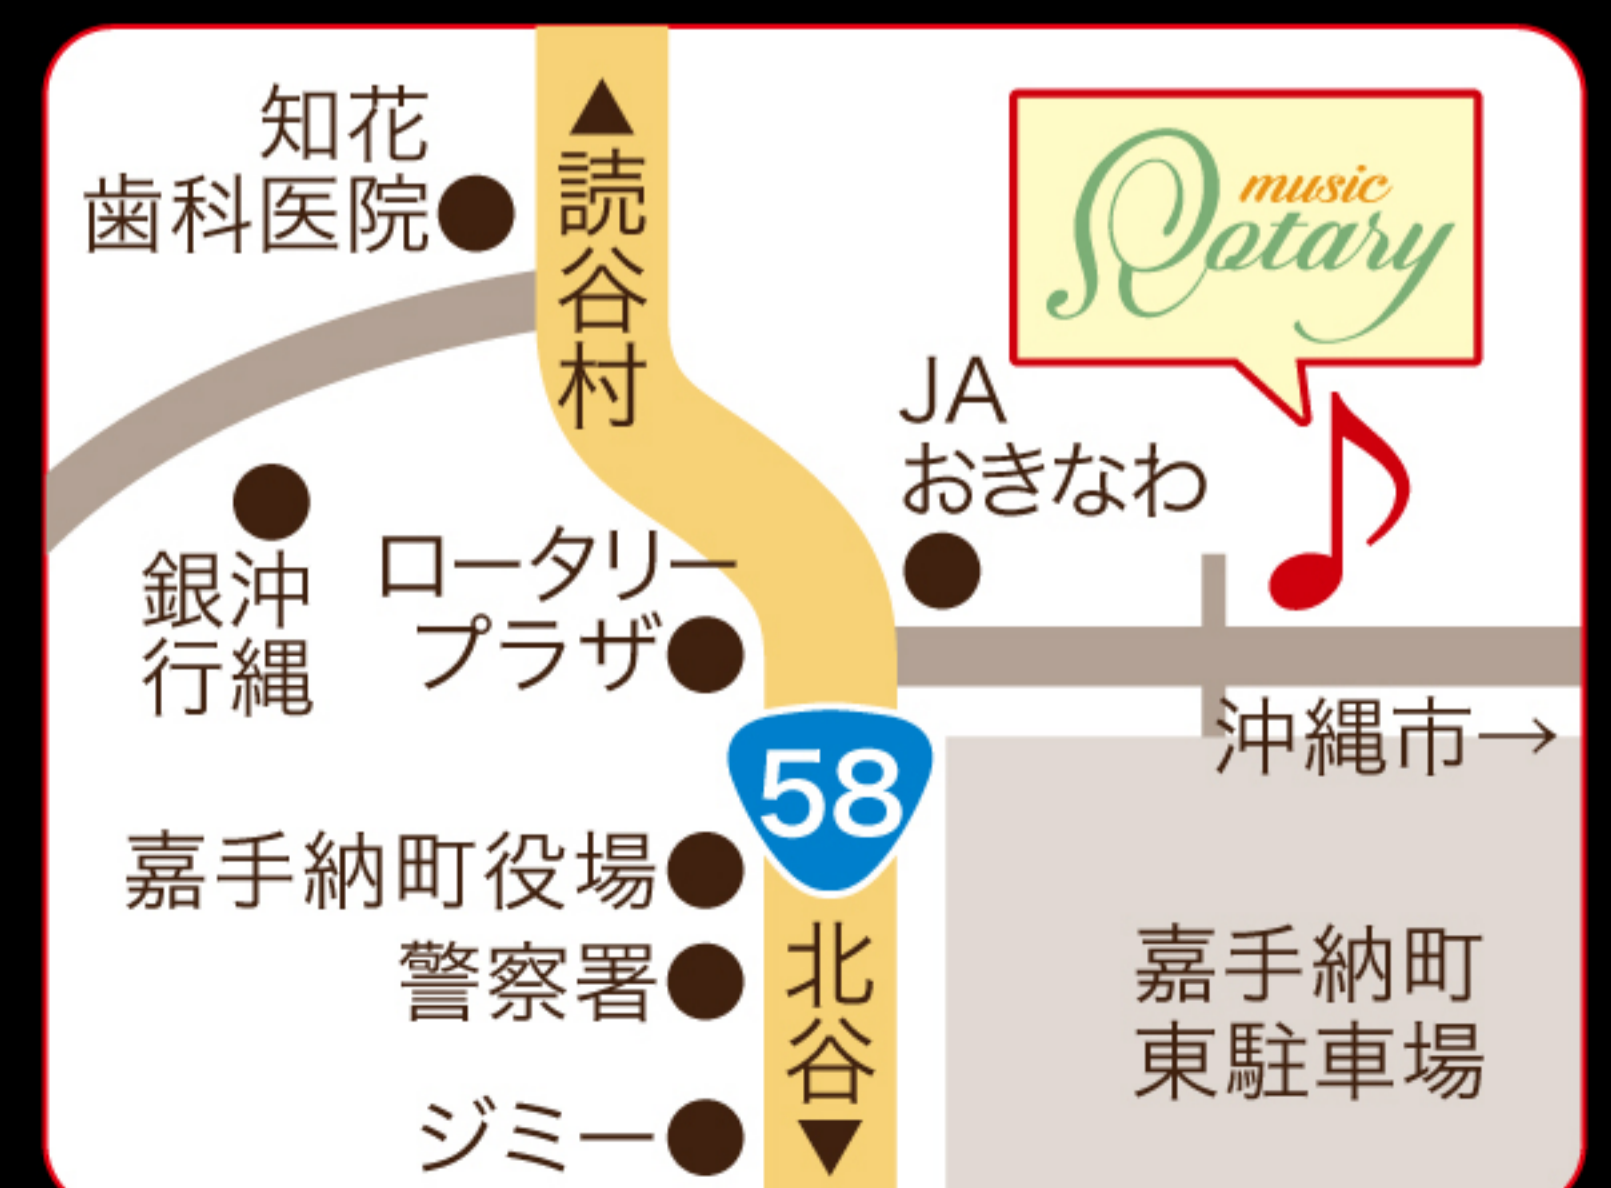 知花
歯科医院
▲読谷村
music
Rotary
JA
おきなわ
沖縄
銀行
ロータリー
プラザ
58
沖縄市→
嘉手納町役場
警察署
ジミー
北谷▼
嘉手納町
東駐車場